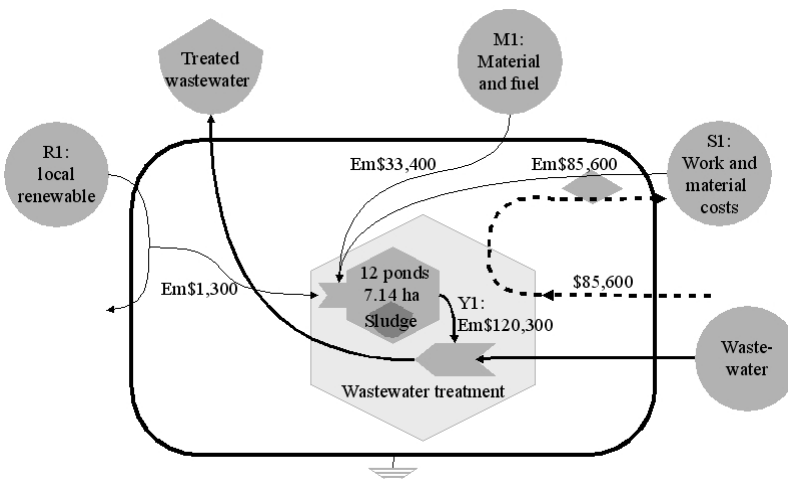 M1:
Material
and fuel
Treated
wastewater
R1:
local
renewable
Em$33,400
Em$85,600
S1:
Work and
material
costs
Em$1,300
12 ponds
7.14 ha
Sludge
Y1:
Em$120,300
$85,600
Waste-
water
Wastewater treatment